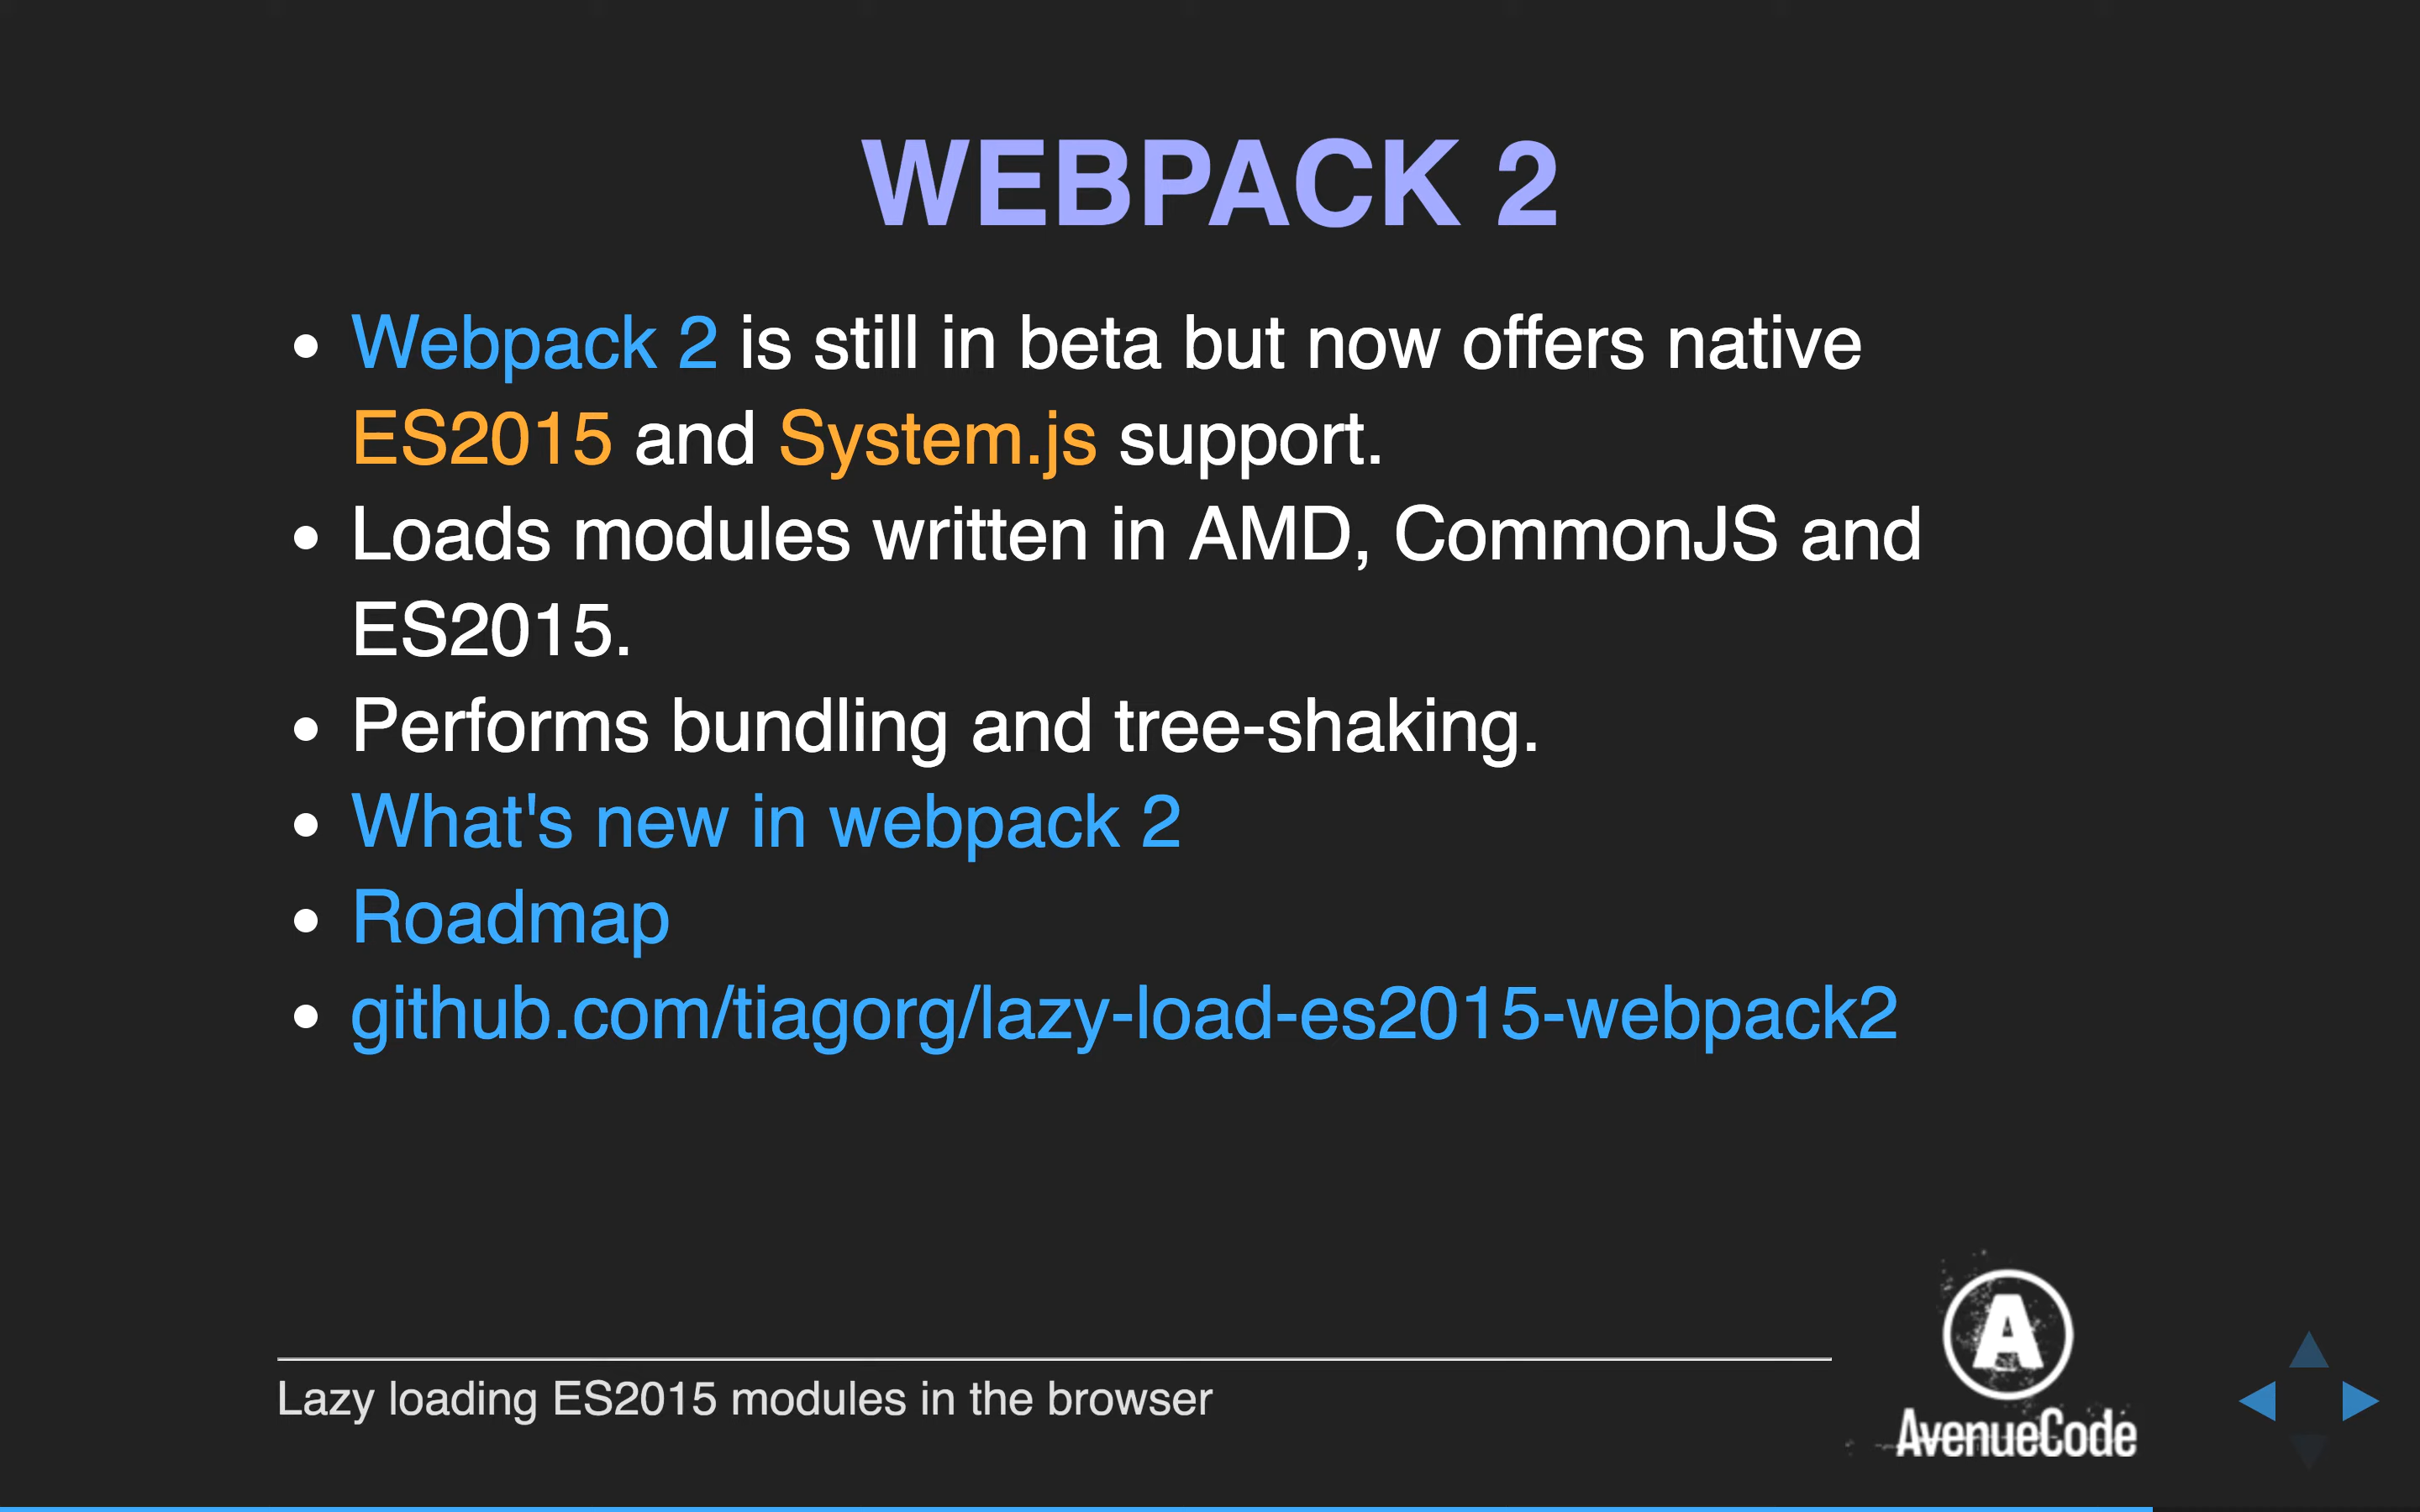 WEBPACK 2
• Webpack 2 is still in beta but now offers native
ES2015 and System.js support.
• Loads modules written in AMD, CommonJS and
ES2015.
• Performs bundling and tree-shaking.
• What's new in webpack 2
• Roadmap
• github.com/tiagorg/lazy-load-es2015-webpack2
Lazy loading ES2015 modules in the browser
A
AvenueCode